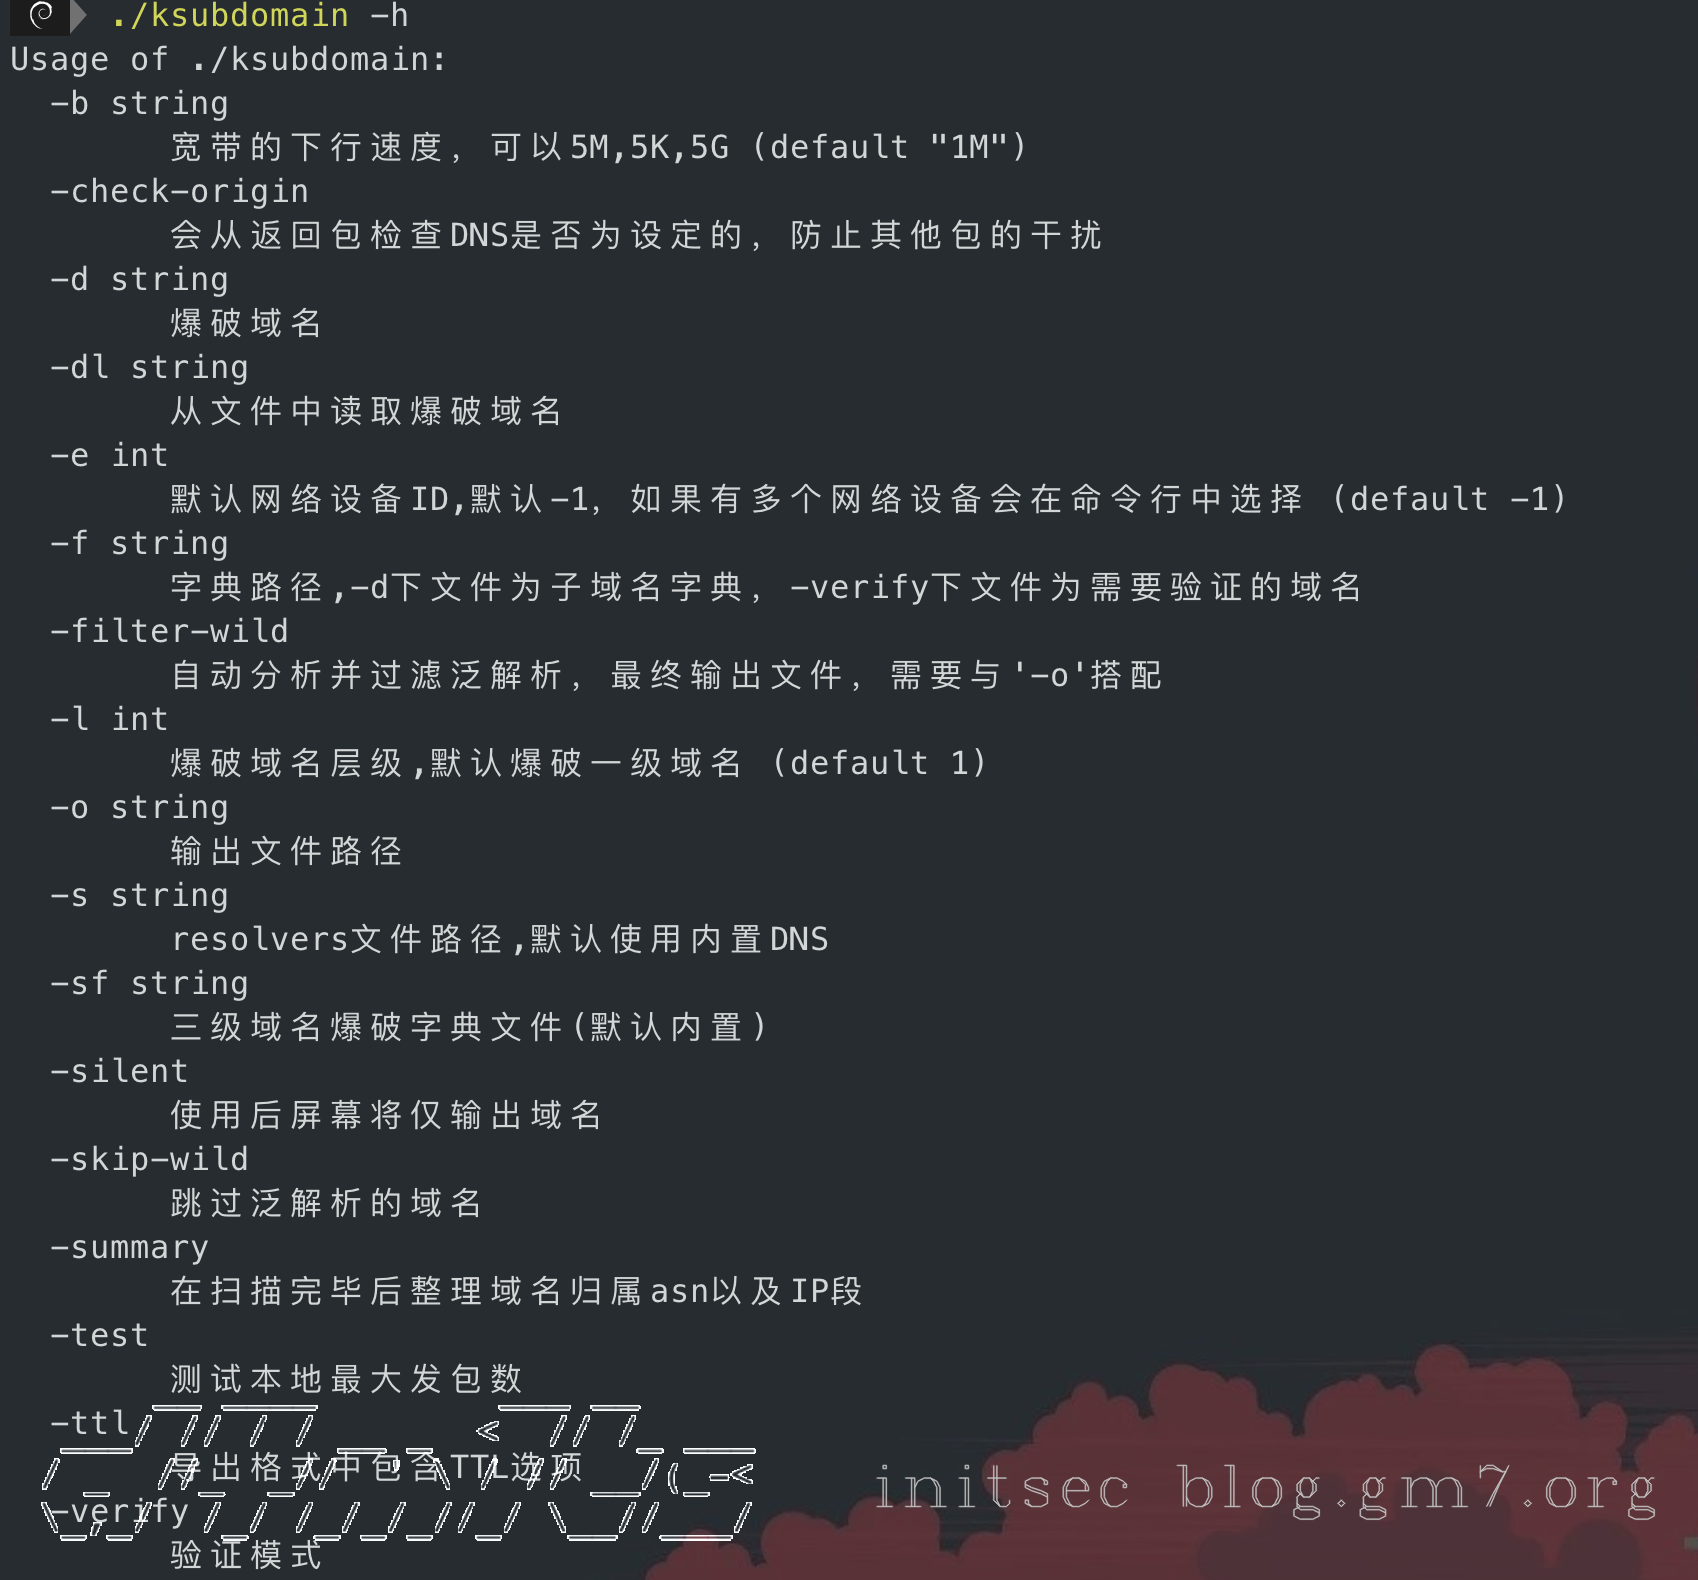 ./ksubdomain -h
Usage of ./ksubdomain:
-b string
宽带的下行速度，可以5M,5K,5G (default "1M")
-check-origin
会从返回包检查DNS是否为设定的，防止其他包的干扰
-d string
爆破域名
-dl string
从文件中读取爆破域名
-e int
默认网络设备ID,默认-1，如果有多个网络设备会在命令行中选择 (default -1)
-f string
字典路径,-d下文件为子域名字典，-verify下文件为需要验证的域名
-filter-wild
自动分析并过滤泛解析，最终输出文件，需要与'-o'搭配
-l int
爆破域名层级,默认爆破一级域名 (default 1)
-o string
输出文件路径
-s string
resolvers文件路径,默认使用内置DNS
-sf string
三级域名爆破字典文件(默认内置)
-silent
使用后屏幕将仅输出域名
-skip-wild
跳过泛解析的域名
-summary
在扫描完毕后整理域名归属asn以及IP段
-test
测试本地最大发包数
-ttl
导出格式中包含TTL选项
-verify
验证模式
initsec blog.gm7.org